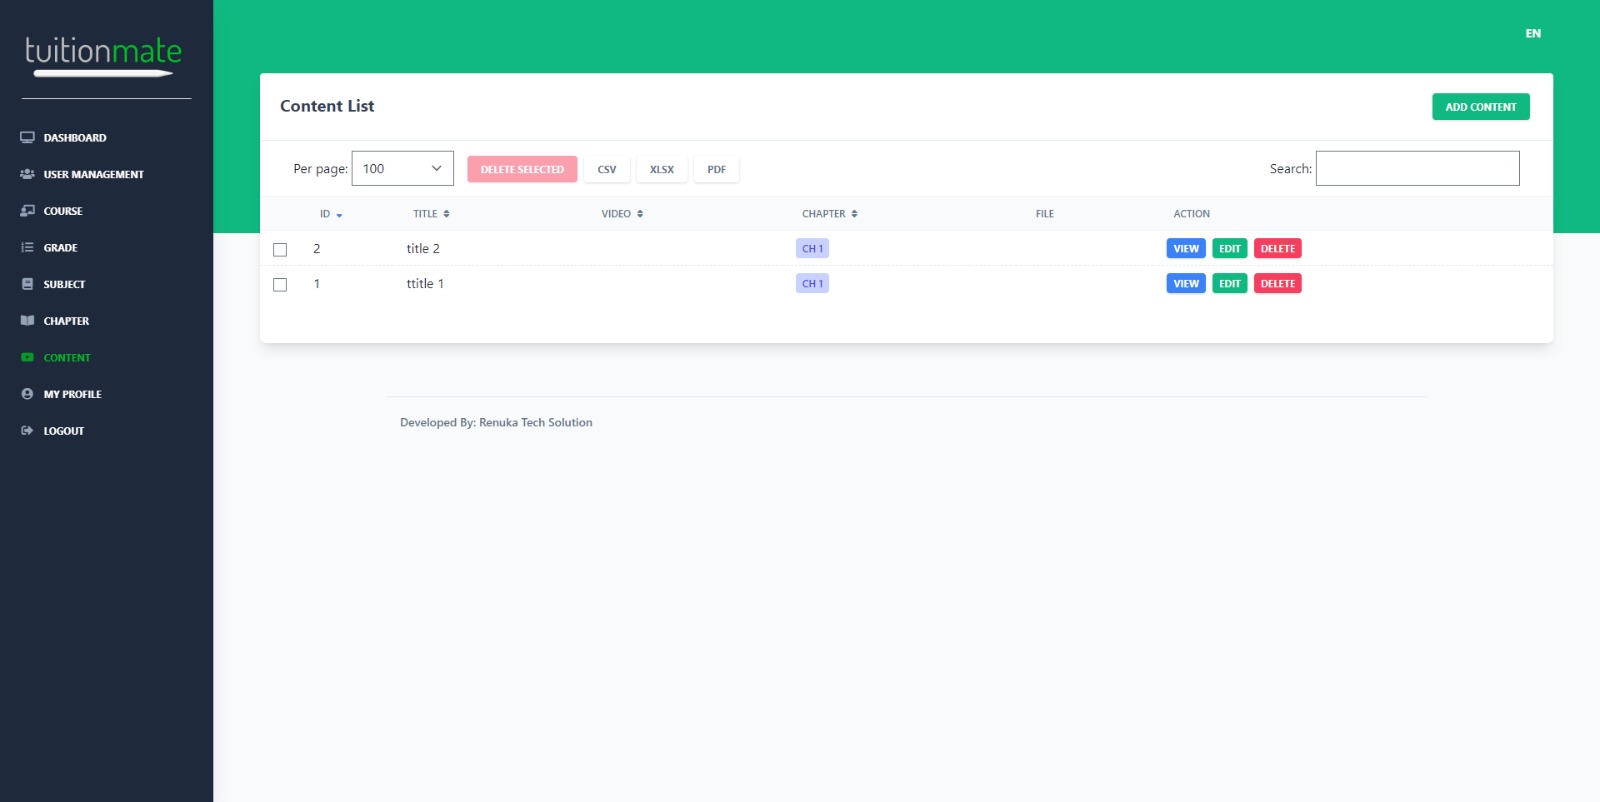 tuitionmate
EN
DASHBOARD
USER MANAGEMENT
COURSE
GRADE
SUBJECT
CHAPTER
CONTENT
MY PROFILE
LOGOUT
Content List
ADD CONTENT
Per page: 100 DELETE SELECTED CSV XLSX PDF Search:
ID TITLE VIDEO CHAPTER FILE ACTION
2 title 2 CH 1 VIEW EDIT DELETE
1 ttitle 1 CH 1 VIEW EDIT DELETE
Developed By: Renuka Tech Solution